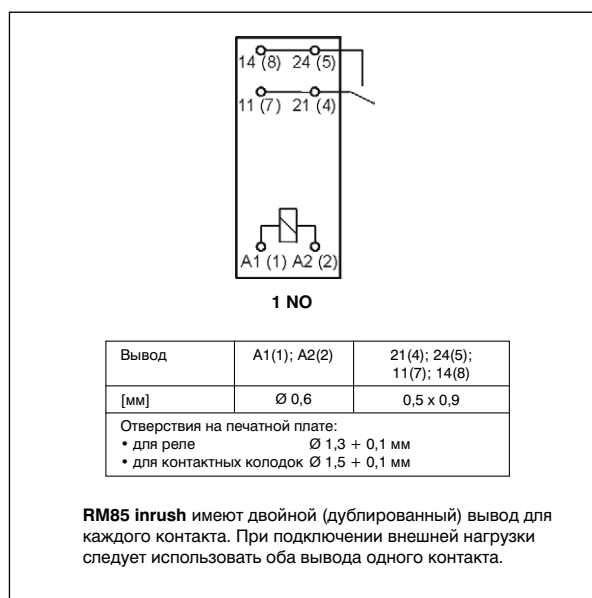 14 (8) 24 (5)
11 (7) 21 (4)
A1 (1) A2 (2)
1 NO
Вывод A1(1); A2(2) 21(4); 24(5);
11(7); 14(8)
[мм] Ø 0,6 0,5 x 0,9
Отверствия на печатной плате:
• для реле Ø 1,3 + 0,1 мм
• для контактных колодок Ø 1,5 + 0,1 мм
RM85 inrush имеют двойной (дублированный) вывод для
каждого контакта. При подключении внешней нагрузки
следует использовать оба вывода одного контакта.